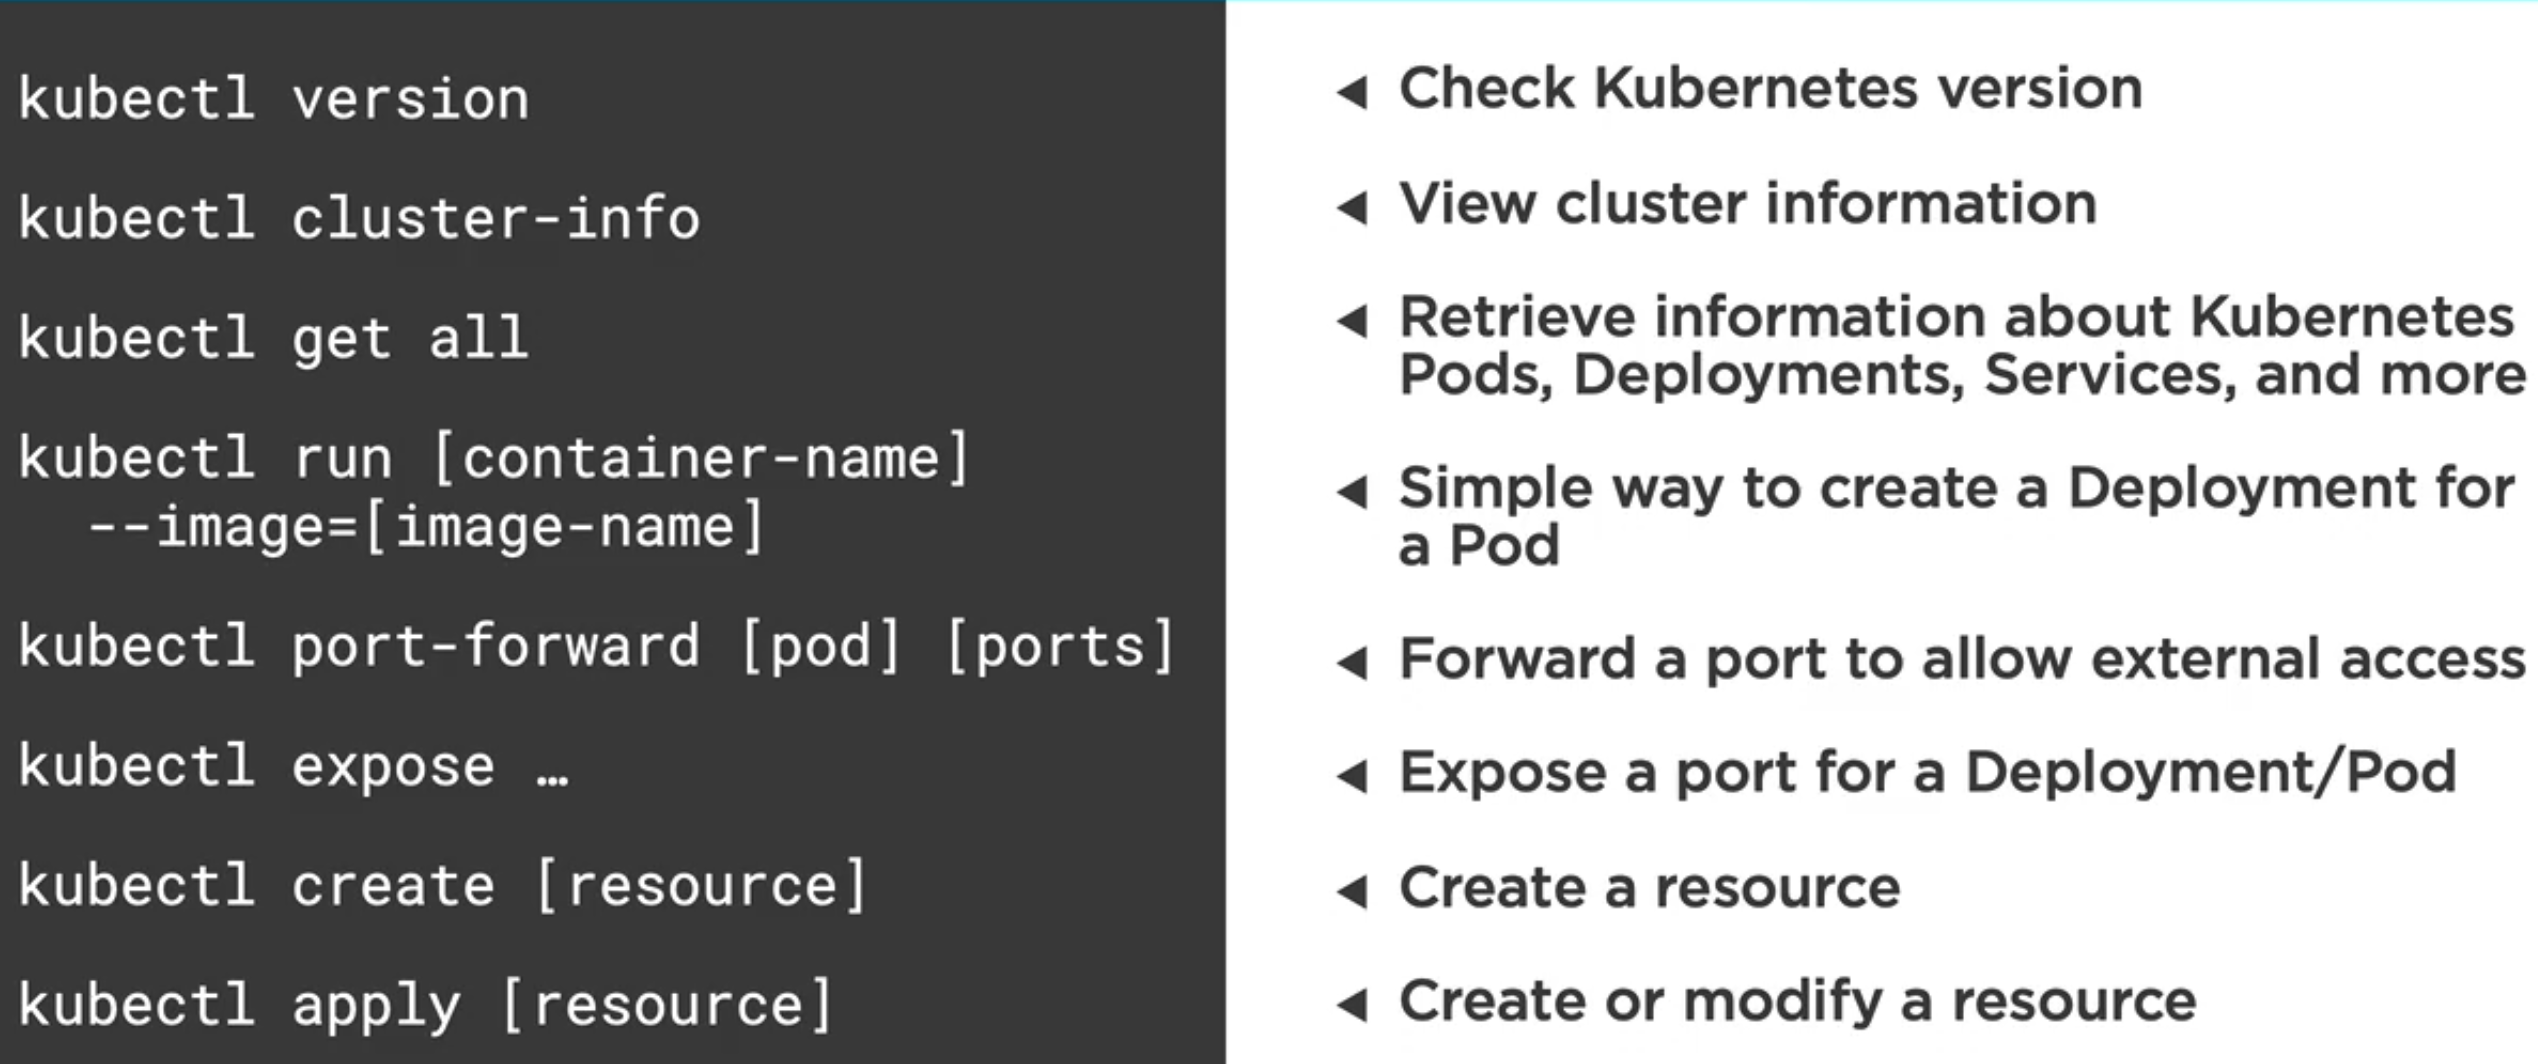 kubectl version
◄ Check Kubernetes version
kubectl cluster-info
◄ View cluster information
kubectl get all
◄ Retrieve information about Kubernetes
Pods, Deployments, Services, and more
kubectl run [container-name]
--image=[image-name]
◄ Simple way to create a Deployment for
a Pod
kubectl port-forward [pod] [ports]
◄ Forward a port to allow external access
kubectl expose …
◄ Expose a port for a Deployment/Pod
kubectl create [resource]
◄ Create a resource
kubectl apply [resource]
◄ Create or modify a resource